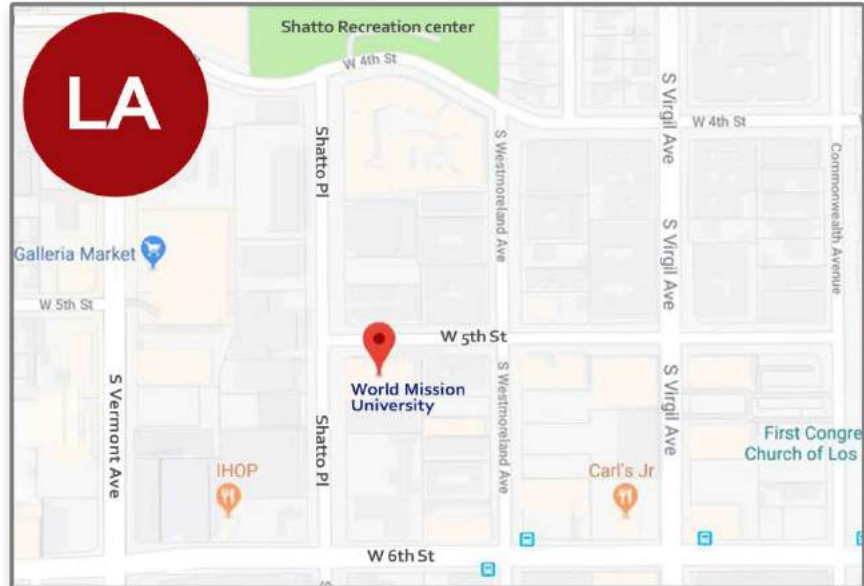 Shatto Recreation center
LA
W 4th St
W 4th St
S Virgil Ave
Shatto Pl
S Westmoreland Ave
Commonwealth Avenue
S Virgil Ave
Galleria Market
W 5th St
W 5th St
World Mission
University
S Vermont Ave
Shatto Pl
S Westmoreland Ave
S Virgil Ave
First Congre
Church of Los
IHOP
Carl's Jr
W 6th St